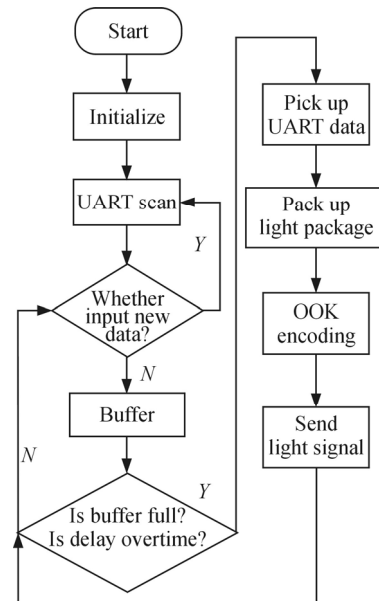 Start
Initialize
UART scan
Y
Whether
input new
data?
N
Buffer
N
Y
Is buffer full?
Is delay overtime?
Pick up
UART data
Pack up
light package
OOK
encoding
Send
light signal